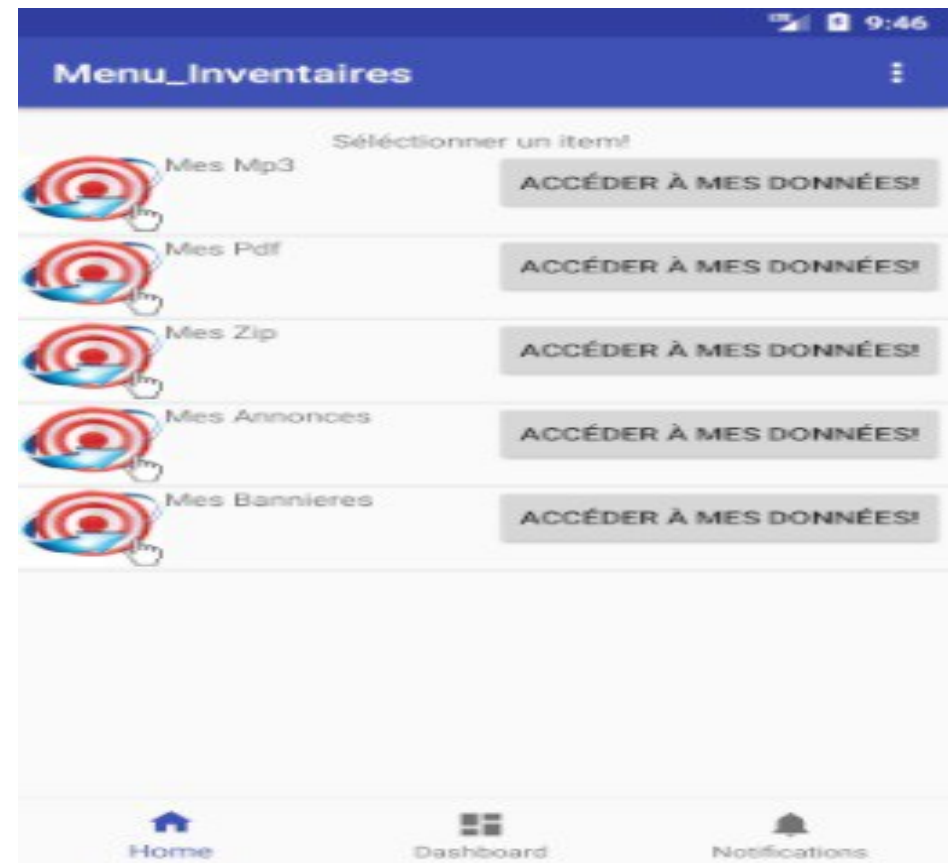 9:46
Menu_Inventaires
Séléctionner un item!
Mes Mp3
ACCÉDER À MES DONNÉES!
Mes Pdf
ACCÉDER À MES DONNÉES!
Mes Zip
ACCÉDER À MES DONNÉES!
Mes Annonces
ACCÉDER À MES DONNÉES!
Mes Bannieres
ACCÉDER À MES DONNÉES!
Home Dashboard Notifications